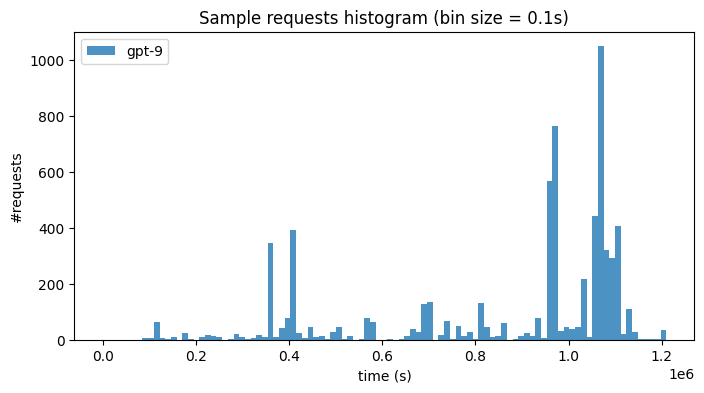 Sample requests histogram (bin size = 0.1s)
gpt-9
#requests
1000
800
600
400
200
0
0.0 0.2 0.4 0.6 0.8 1.0 1.2
1e6
time (s)